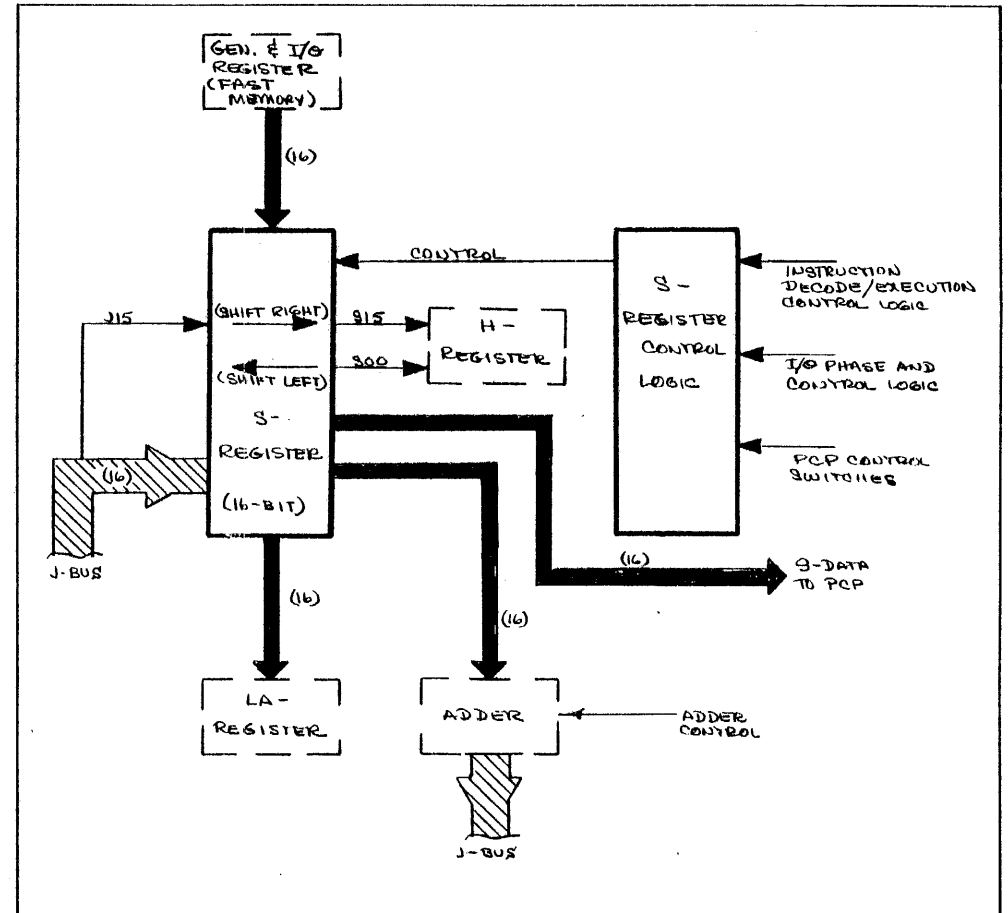 GEN. & I/O
REGISTER
(FAST
MEMORY)
(16)
CONTROL
S-
REGISTER
CONTROL
LOGIC
INSTRUCTION
DECODE/EXECUTION
CONTROL LOGIC
I/O PHASE AND
CONTROL LOGIC
PCP CONTROL
SWITCHES
J15
(SHIFT RIGHT)
S15
H-
REGISTER
S00
(SHIFT LEFT)
S-
REGISTER
(16-BIT)
(16)
J-BUS
(16)
S-DATA
TO PCP
(16)
(16)
LA-
REGISTER
ADDER
ADDER
CONTROL
J-BUS